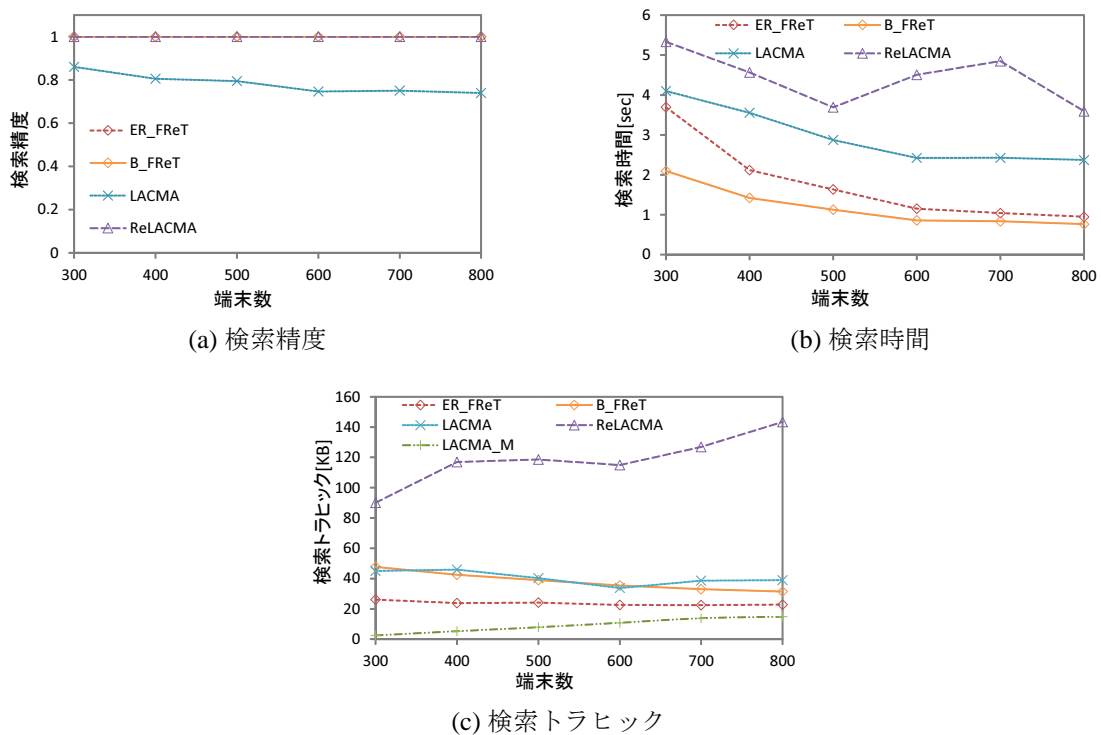 1
0.8
0.6
0.4
0.2
0
検索精度
ER_FReT
B_FReT
LACMA
ReLACMA
300 400 500 600 700 800
端末数
(a) 検索精度
6
5
4
3
2
1
0
検索時間[sec]
ER_FReT B_FReT
LACMA ReLACMA
300 400 500 600 700 800
端末数
(b) 検索時間
160
140
120
100
80
60
40
20
0
検索トラヒック[KB]
ER_FReT B_FReT
LACMA ReLACMA
LACMA_M
300 400 500 600 700 800
端末数
(c) 検索トラヒック